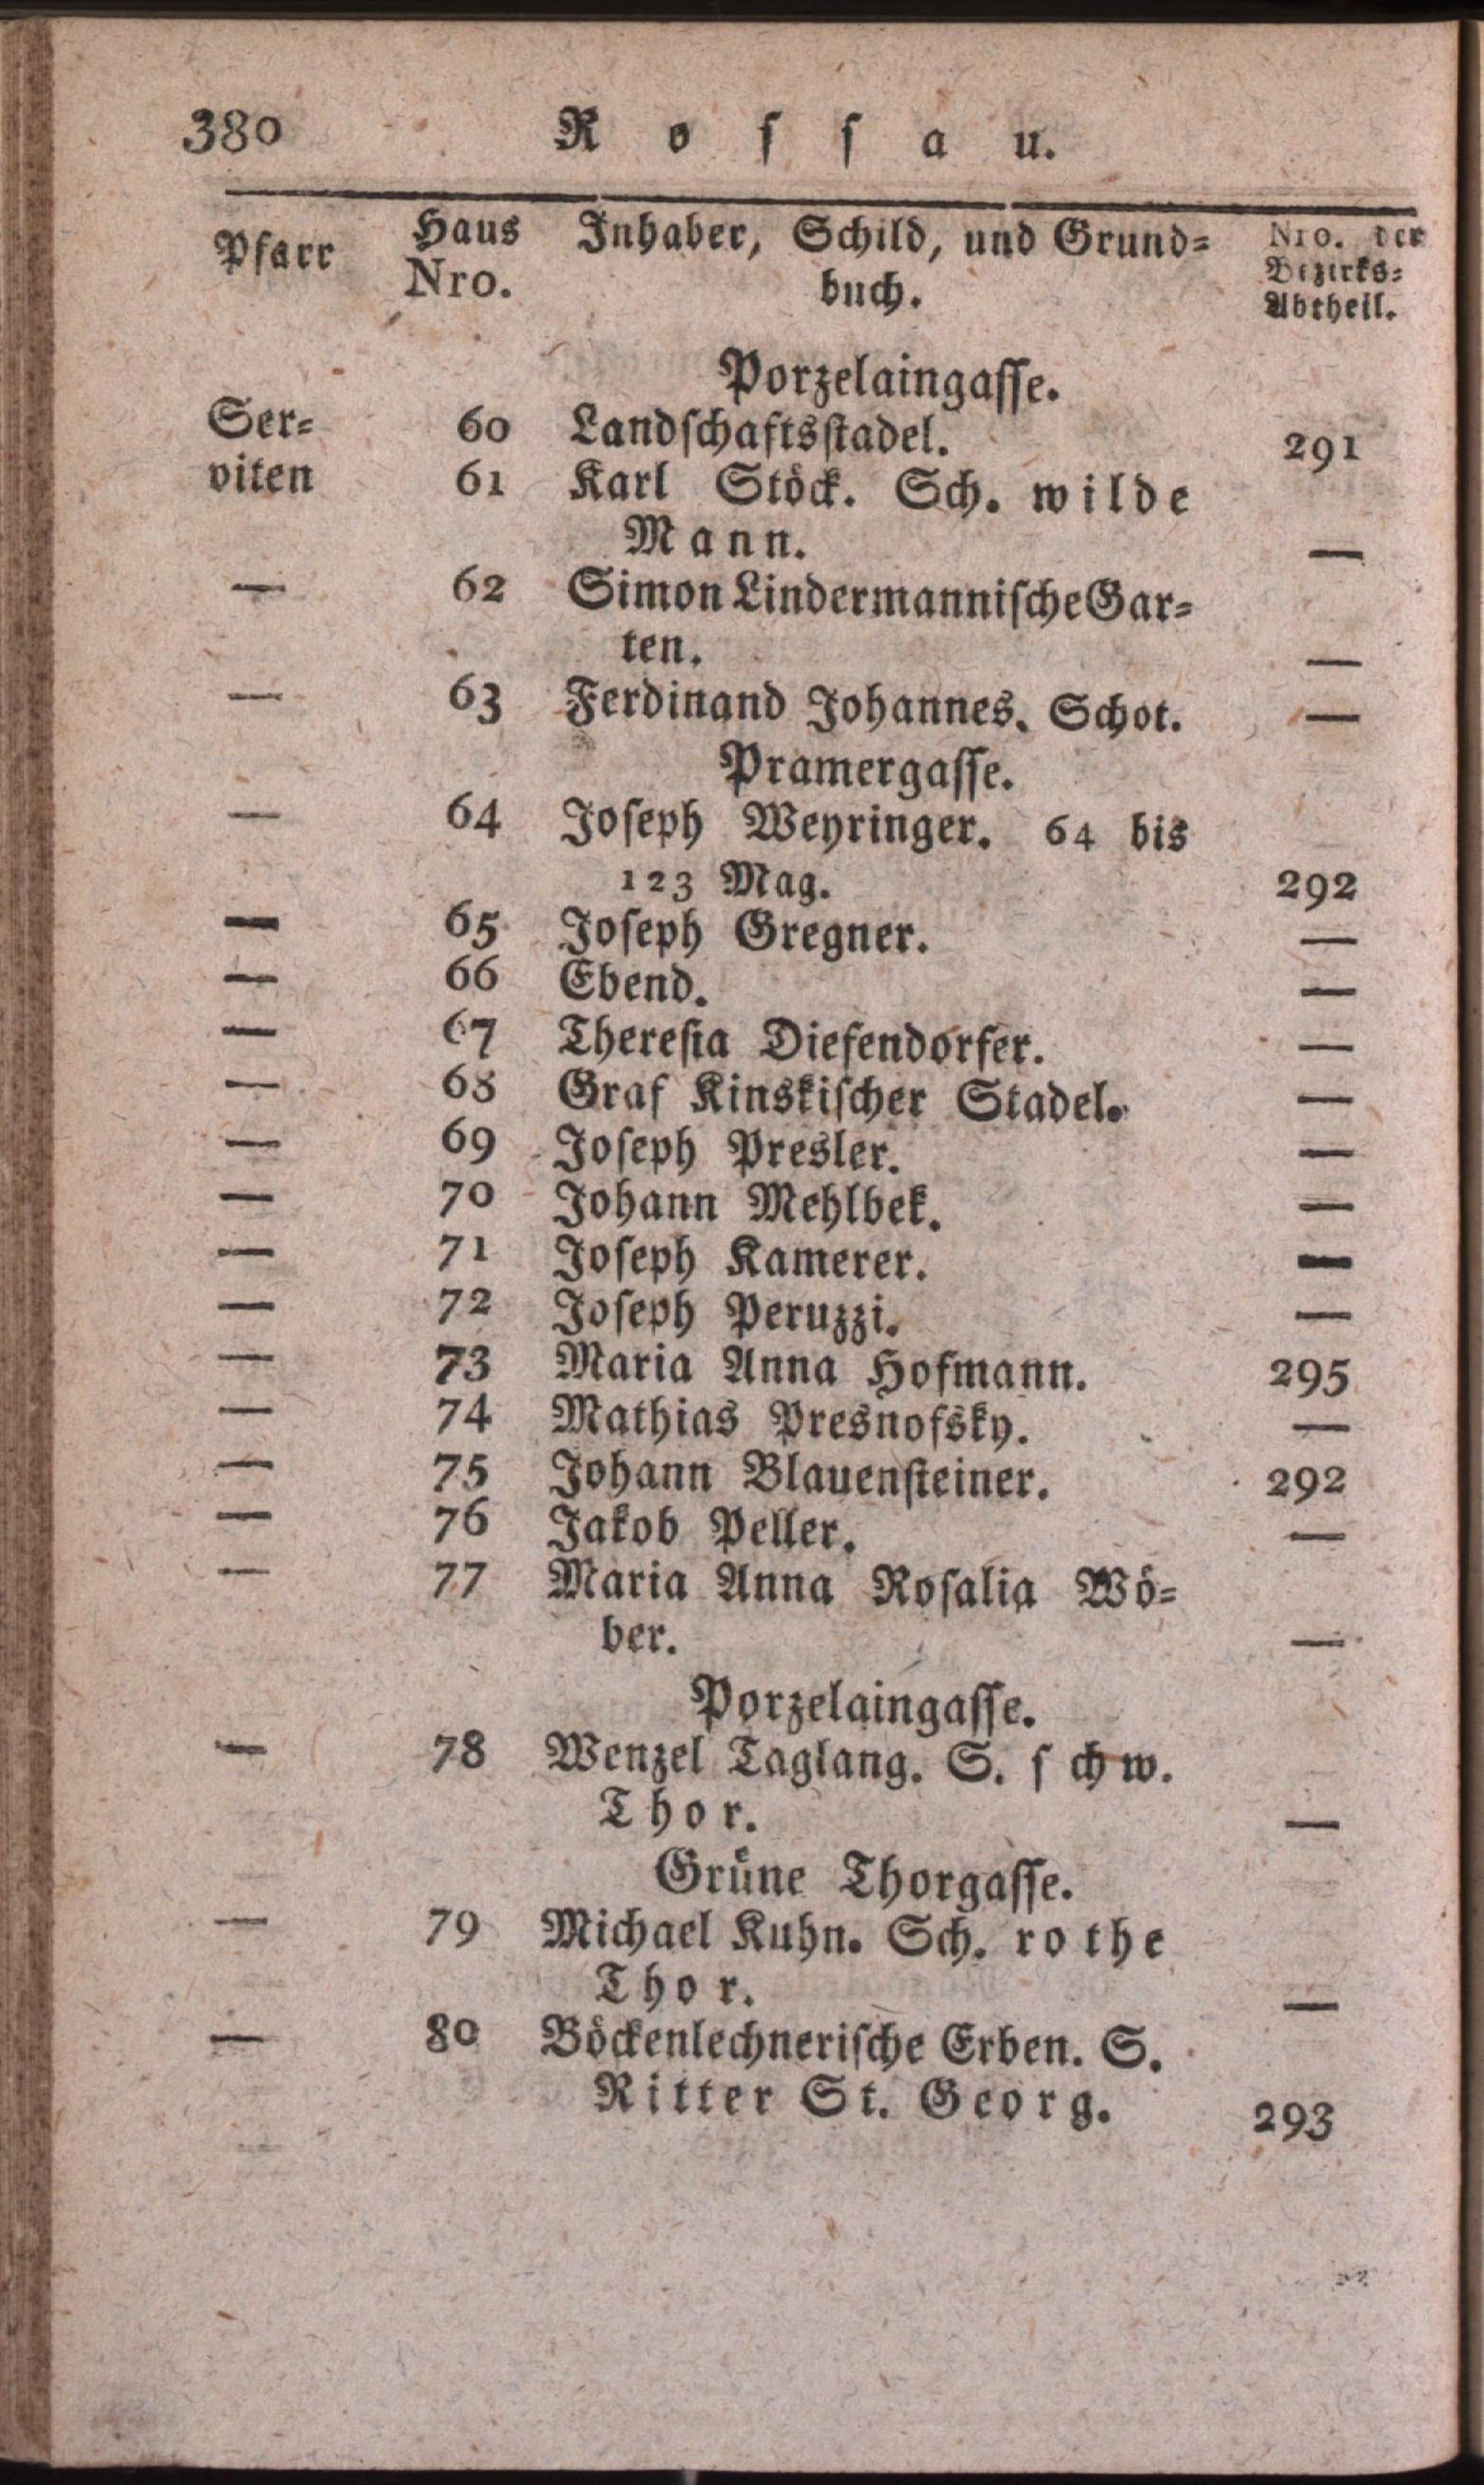 380 Rossau.
Pfarr Haus Nro. Inhaber, Schild, und Grund=
buch. Nro. der Bezirks= Abtheil.
Porzelaingasse.
Ser= 60 Landschaftsstadel. 291
viten 61 Karl Stöck. Sch. wilde
Mann. —
— 62 Simon Lindermannische Gar=
ten. —
— 63 Ferdinand Johannes. Schot. —
Pramergasse.
— 64 Joseph Weyringer. 64 bis
123 Mag. 292
— 65 Joseph Gregner. —
— 66 Ebend. —
— 67 Theresia Diefendorfer. —
— 68 Graf Kinskischer Stadel. —
— 69 Joseph Presler. —
— 70 Johann Mehlbek. —
— 71 Joseph Kamerer. —
— 72 Joseph Peruzzi. —
— 73 Maria Anna Hofmann. 295
— 74 Mathias Presnofsky. —
— 75 Johann Blauensteiner. 292
— 76 Jakob Peller. —
— 77 Maria Anna Rosalia Wö=
ber. —
Porzelaingasse.
— 78 Wenzel Taglang. S. schw.
Thor. —
Grüne Thorgasse.
— 79 Michael Kuhn. Sch. rothe
Thor. —
— 80 Böckenlechnerische Erben. S.
Ritter St. Georg. 293